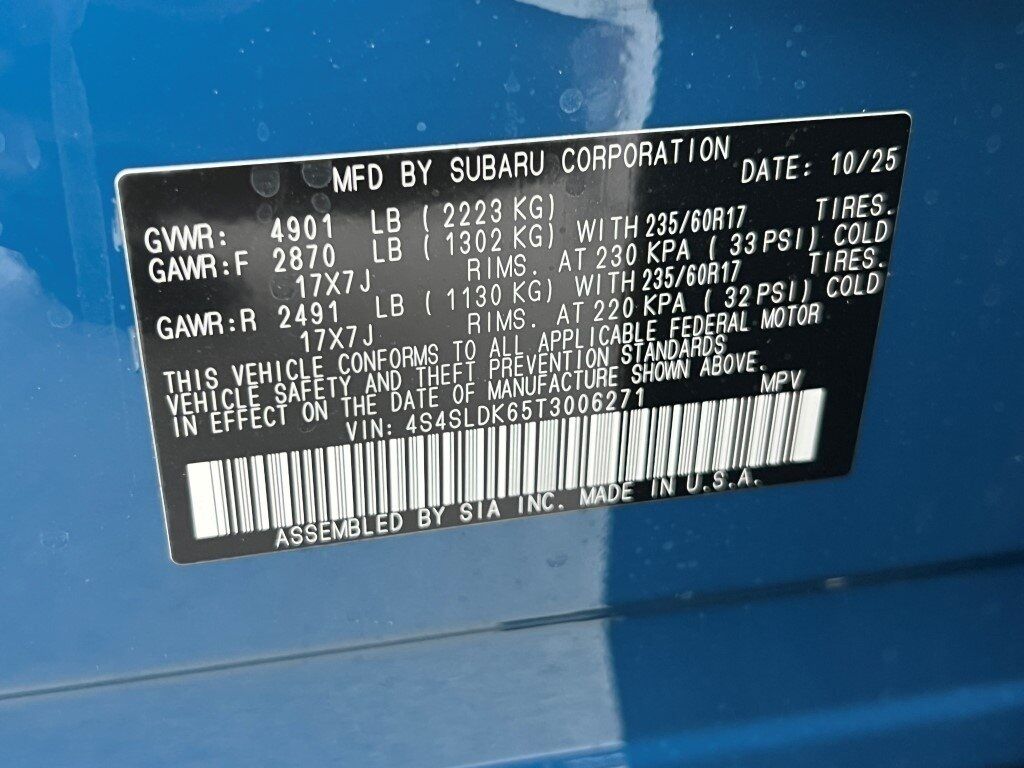 MFD BY SUBARU CORPORATION DATE: 10/25
GVWR: 4901 LB ( 2223 KG)
GAWR:F 2870 LB ( 1302 KG) WITH 235/60R17 TIRES.
17X7J RIMS. AT 230 KPA ( 33 PSI) COLD
GAWR:R 2491 LB ( 1130 KG) WITH 235/60R17 TIRES.
17X7J RIMS. AT 220 KPA ( 32 PSI) COLD
THIS VEHICLE CONFORMS TO ALL APPLICABLE FEDERAL MOTOR
VEHICLE SAFETY AND THEFT PREVENTION STANDARDS
IN EFFECT ON THE DATE OF MANUFACTURE SHOWN ABOVE.
VIN: 4S4SLDK65T3006271 MPV
ASSEMBLED BY SIA INC. MADE IN U.S.A.